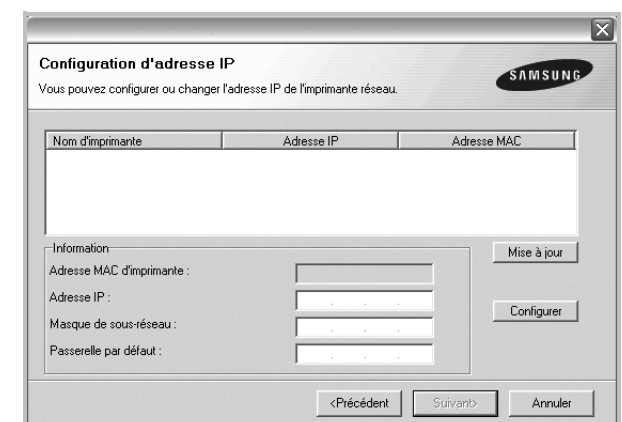 Configuration d'adresse IP
Vous pouvez configurer ou changer l'adresse IP de l'imprimante réseau.
SAMSUNG
Nom d'imprimante Adresse IP Adresse MAC
Information
Mise à jour
Adresse MAC d'imprimante :
Adresse IP :
Configurer
Masque de sous-réseau :
Passerelle par défaut :
<Précédent Suivant> Annuler